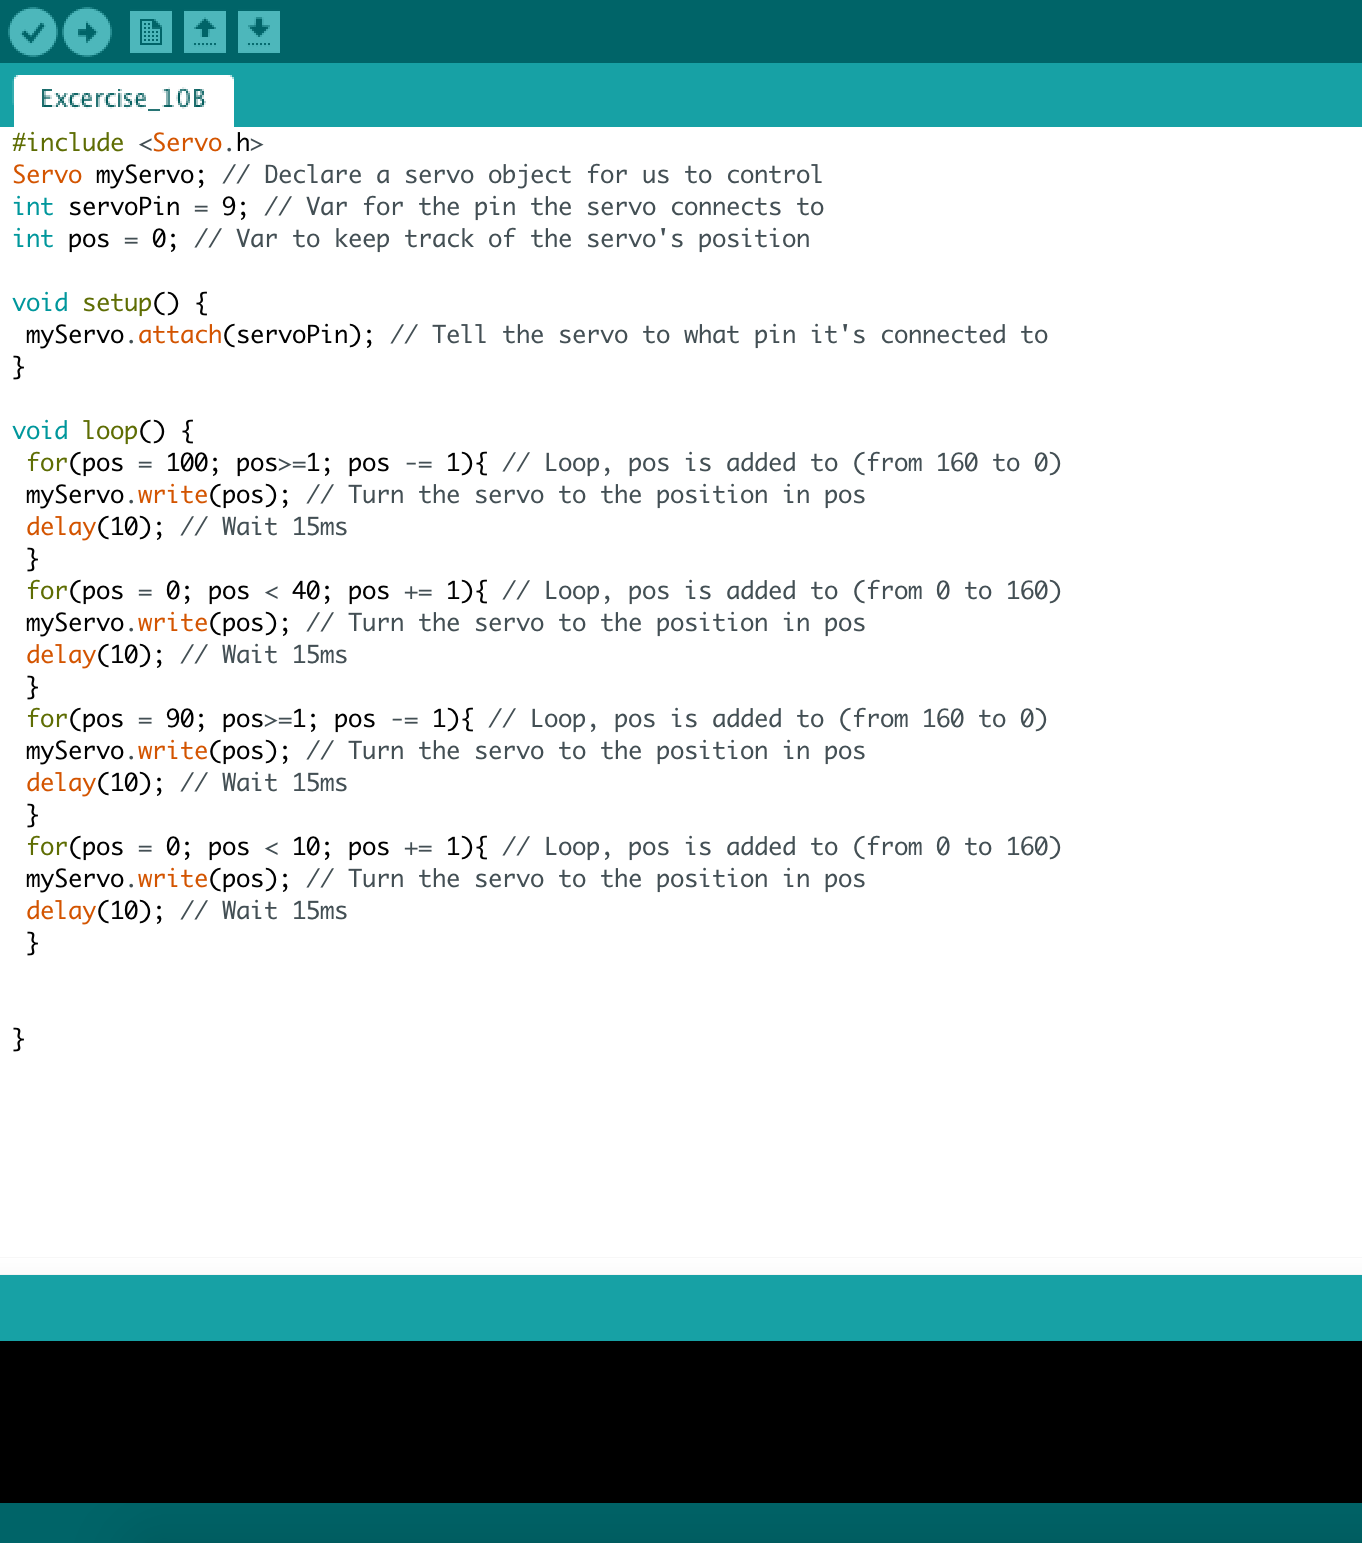 Excercise_10B
#include <Servo.h>
Servo myServo; // Declare a servo object for us to control
int servoPin = 9; // Var for the pin the servo connects to
int pos = 0; // Var to keep track of the servo's position
void setup() {
myServo.attach(servoPin); // Tell the servo to what pin it's connected to
}
void loop() {
for(pos = 100; pos>=1; pos -= 1){ // Loop, pos is added to (from 160 to 0)
myServo.write(pos); // Turn the servo to the position in pos
delay(10); // Wait 15ms
}
for(pos = 0; pos < 40; pos += 1){ // Loop, pos is added to (from 0 to 160)
myServo.write(pos); // Turn the servo to the position in pos
delay(10); // Wait 15ms
}
for(pos = 90; pos>=1; pos -= 1){ // Loop, pos is added to (from 160 to 0)
myServo.write(pos); // Turn the servo to the position in pos
delay(10); // Wait 15ms
}
for(pos = 0; pos < 10; pos += 1){ // Loop, pos is added to (from 0 to 160)
myServo.write(pos); // Turn the servo to the position in pos
delay(10); // Wait 15ms
}
}